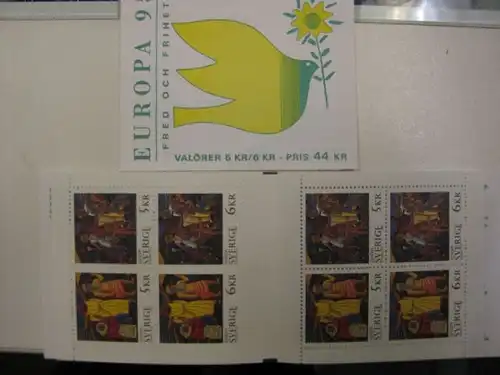 EUROPA 95
FRED OCH FRIHET
VALÖRER 5 KR/6 KR - PRIS 44 KR
5KR
SVERIGE
6KR
SVERIGE
5KR
SVERIGE
6KR
SVERIGE
5KR
SVERIGE
6KR
SVERIGE
5KR
SVERIGE
6KR
SVERIGE